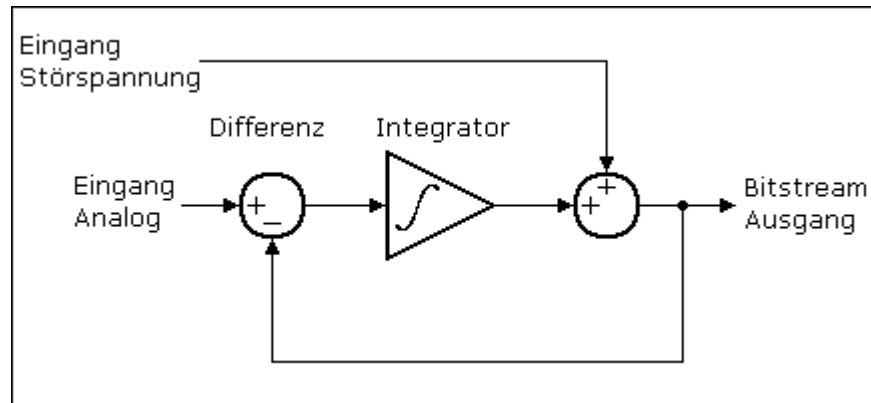 Eingang
Störspannung
Differenz
Integrator
Eingang
Analog
+
−
∫
+
+
Bitstream
Ausgang